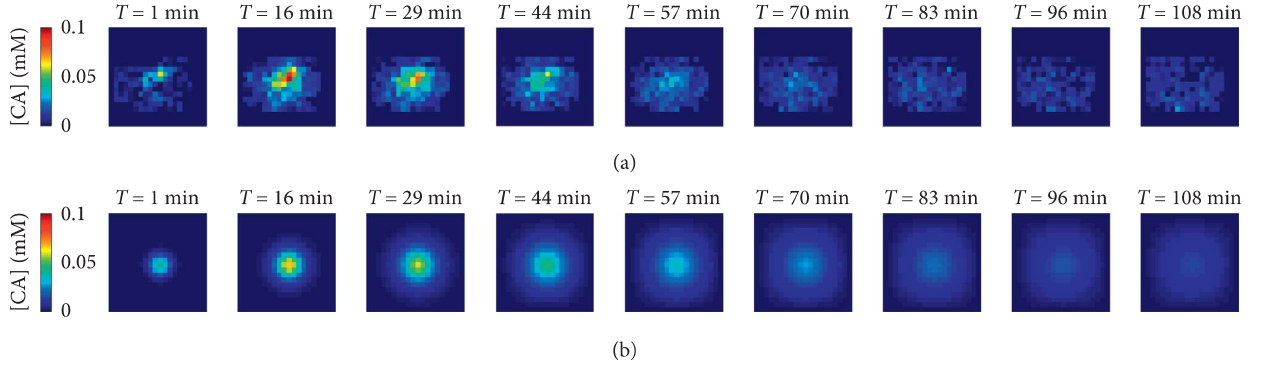 T = 1 min T = 16 min T = 29 min T = 44 min T = 57 min T = 70 min T = 83 min T = 96 min T = 108 min
[CA] (mM)
0.1
0.05
0
(a)
T = 1 min T = 16 min T = 29 min T = 44 min T = 57 min T = 70 min T = 83 min T = 96 min T = 108 min
[CA] (mM)
0.1
0.05
0
(b)